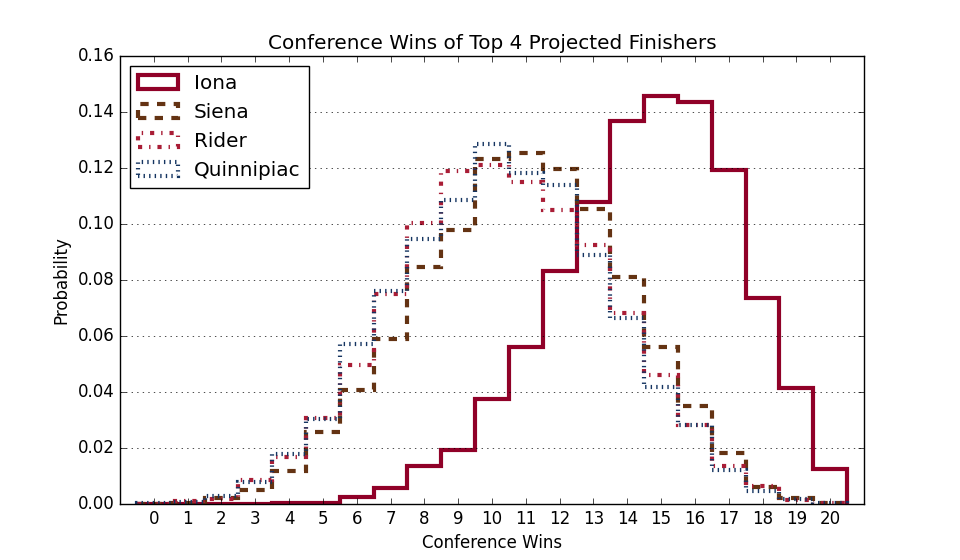 Conference Wins of Top 4 Projected Finishers
0.16
0.14
0.12
0.10
0.08
0.06
0.04
0.02
0.00
Probability
Iona
Siena
Rider
Quinnipiac
0 1 2 3 4 5 6 7 8 9 10 11 12 13 14 15 16 17 18 19 20
Conference Wins